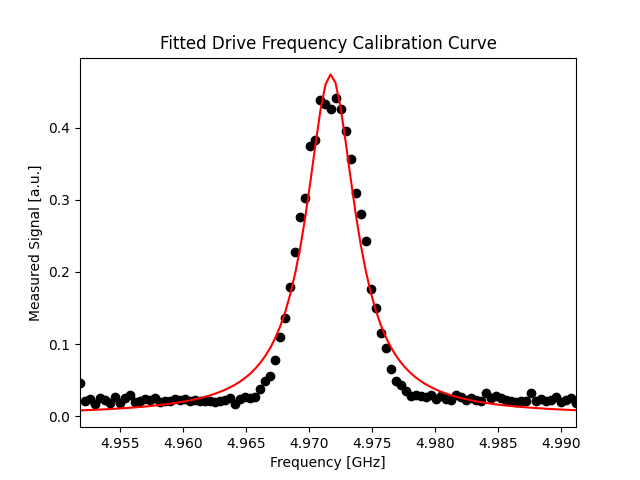 Fitted Drive Frequency Calibration Curve
Measured Signal [a.u.]
0.4
0.3
0.2
0.1
0.0
4.955 4.960 4.965 4.970 4.975 4.980 4.985 4.990
Frequency [GHz]